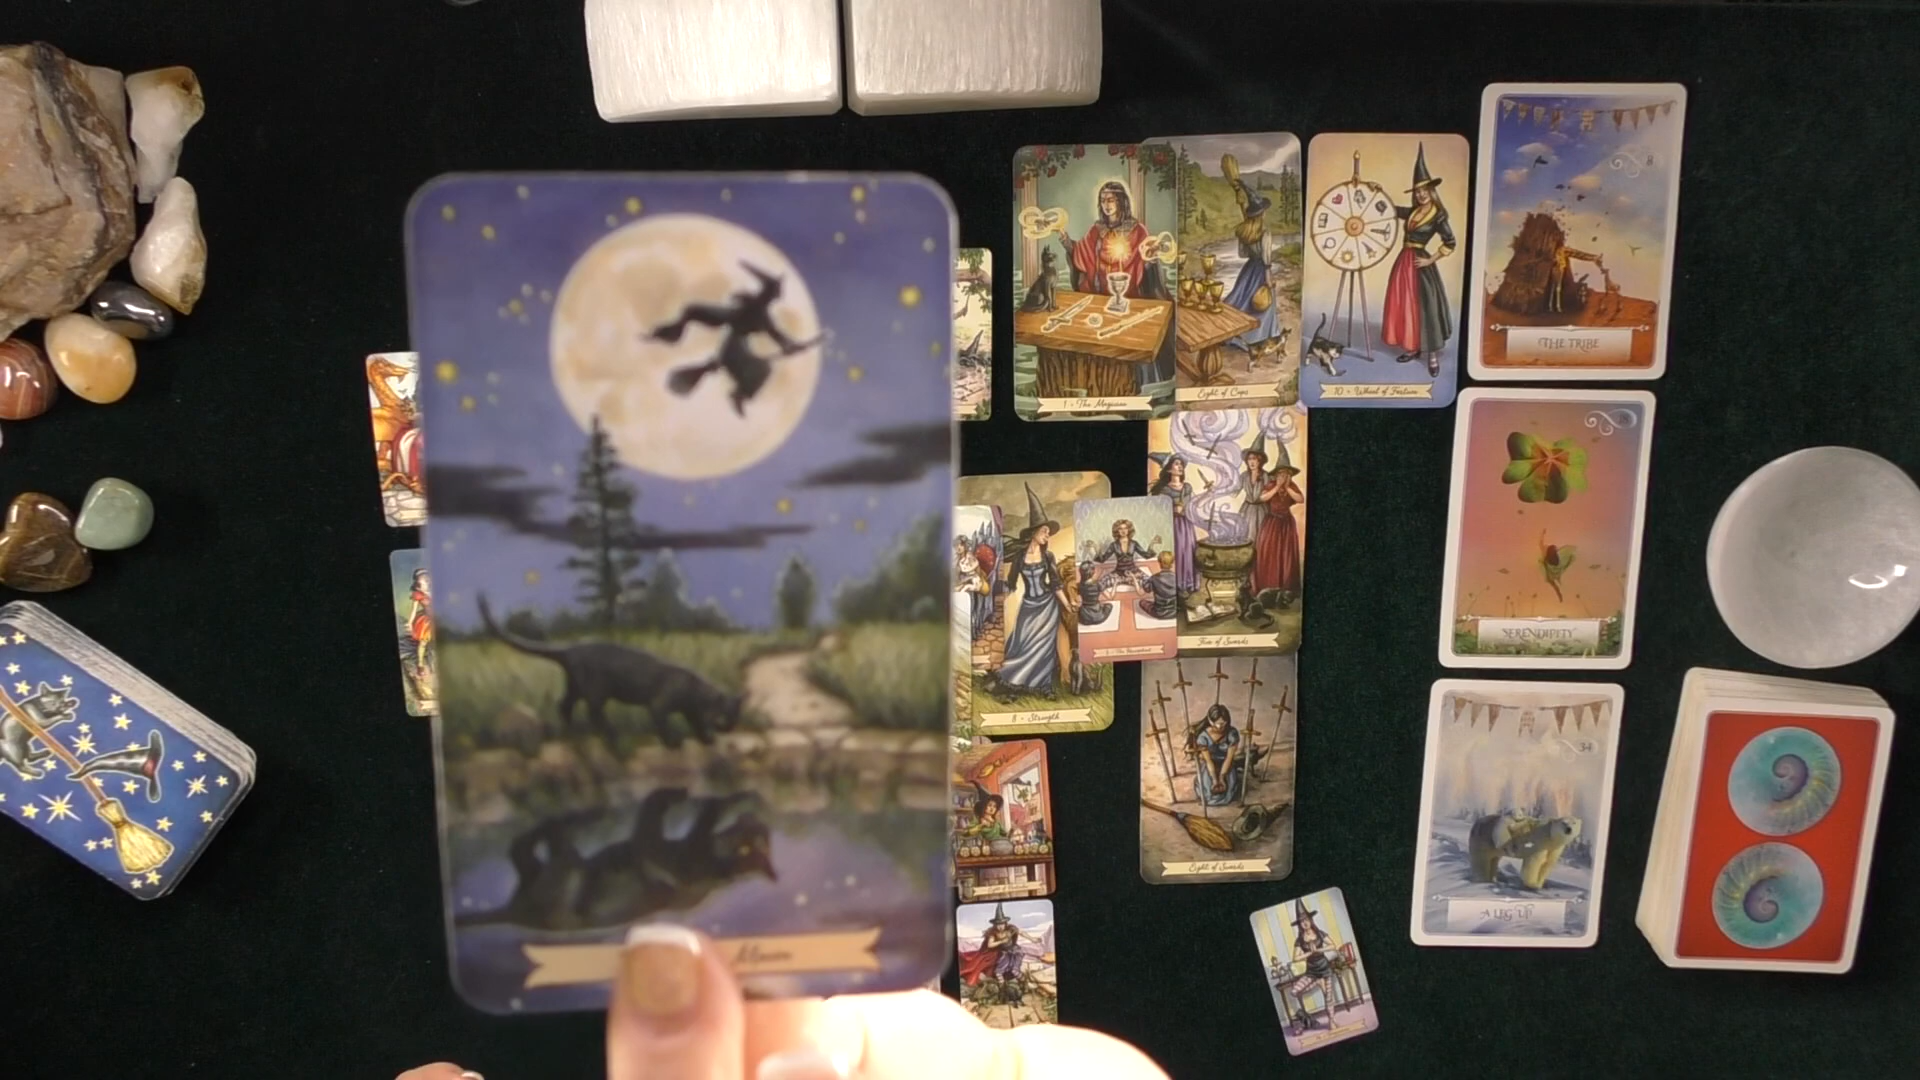 Moon
1 - The Magician
Eight of Cups
10 - Wheel of Fortune
8
THE TRIBE
SERENDIPITY
Five of Swords
8 - Strength
Eight of Swords
34
A LEG UP